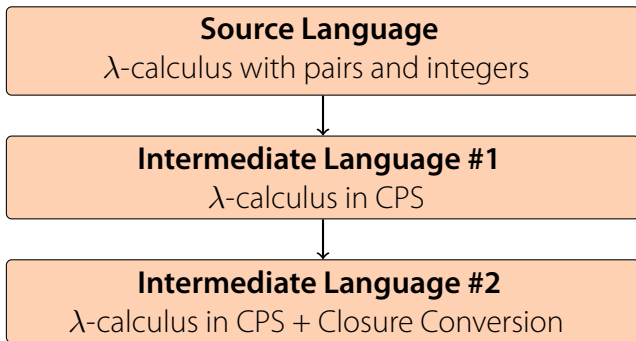 Source Language
λ-calculus with pairs and integers
Intermediate Language #1
λ-calculus in CPS
Intermediate Language #2
λ-calculus in CPS + Closure Conversion